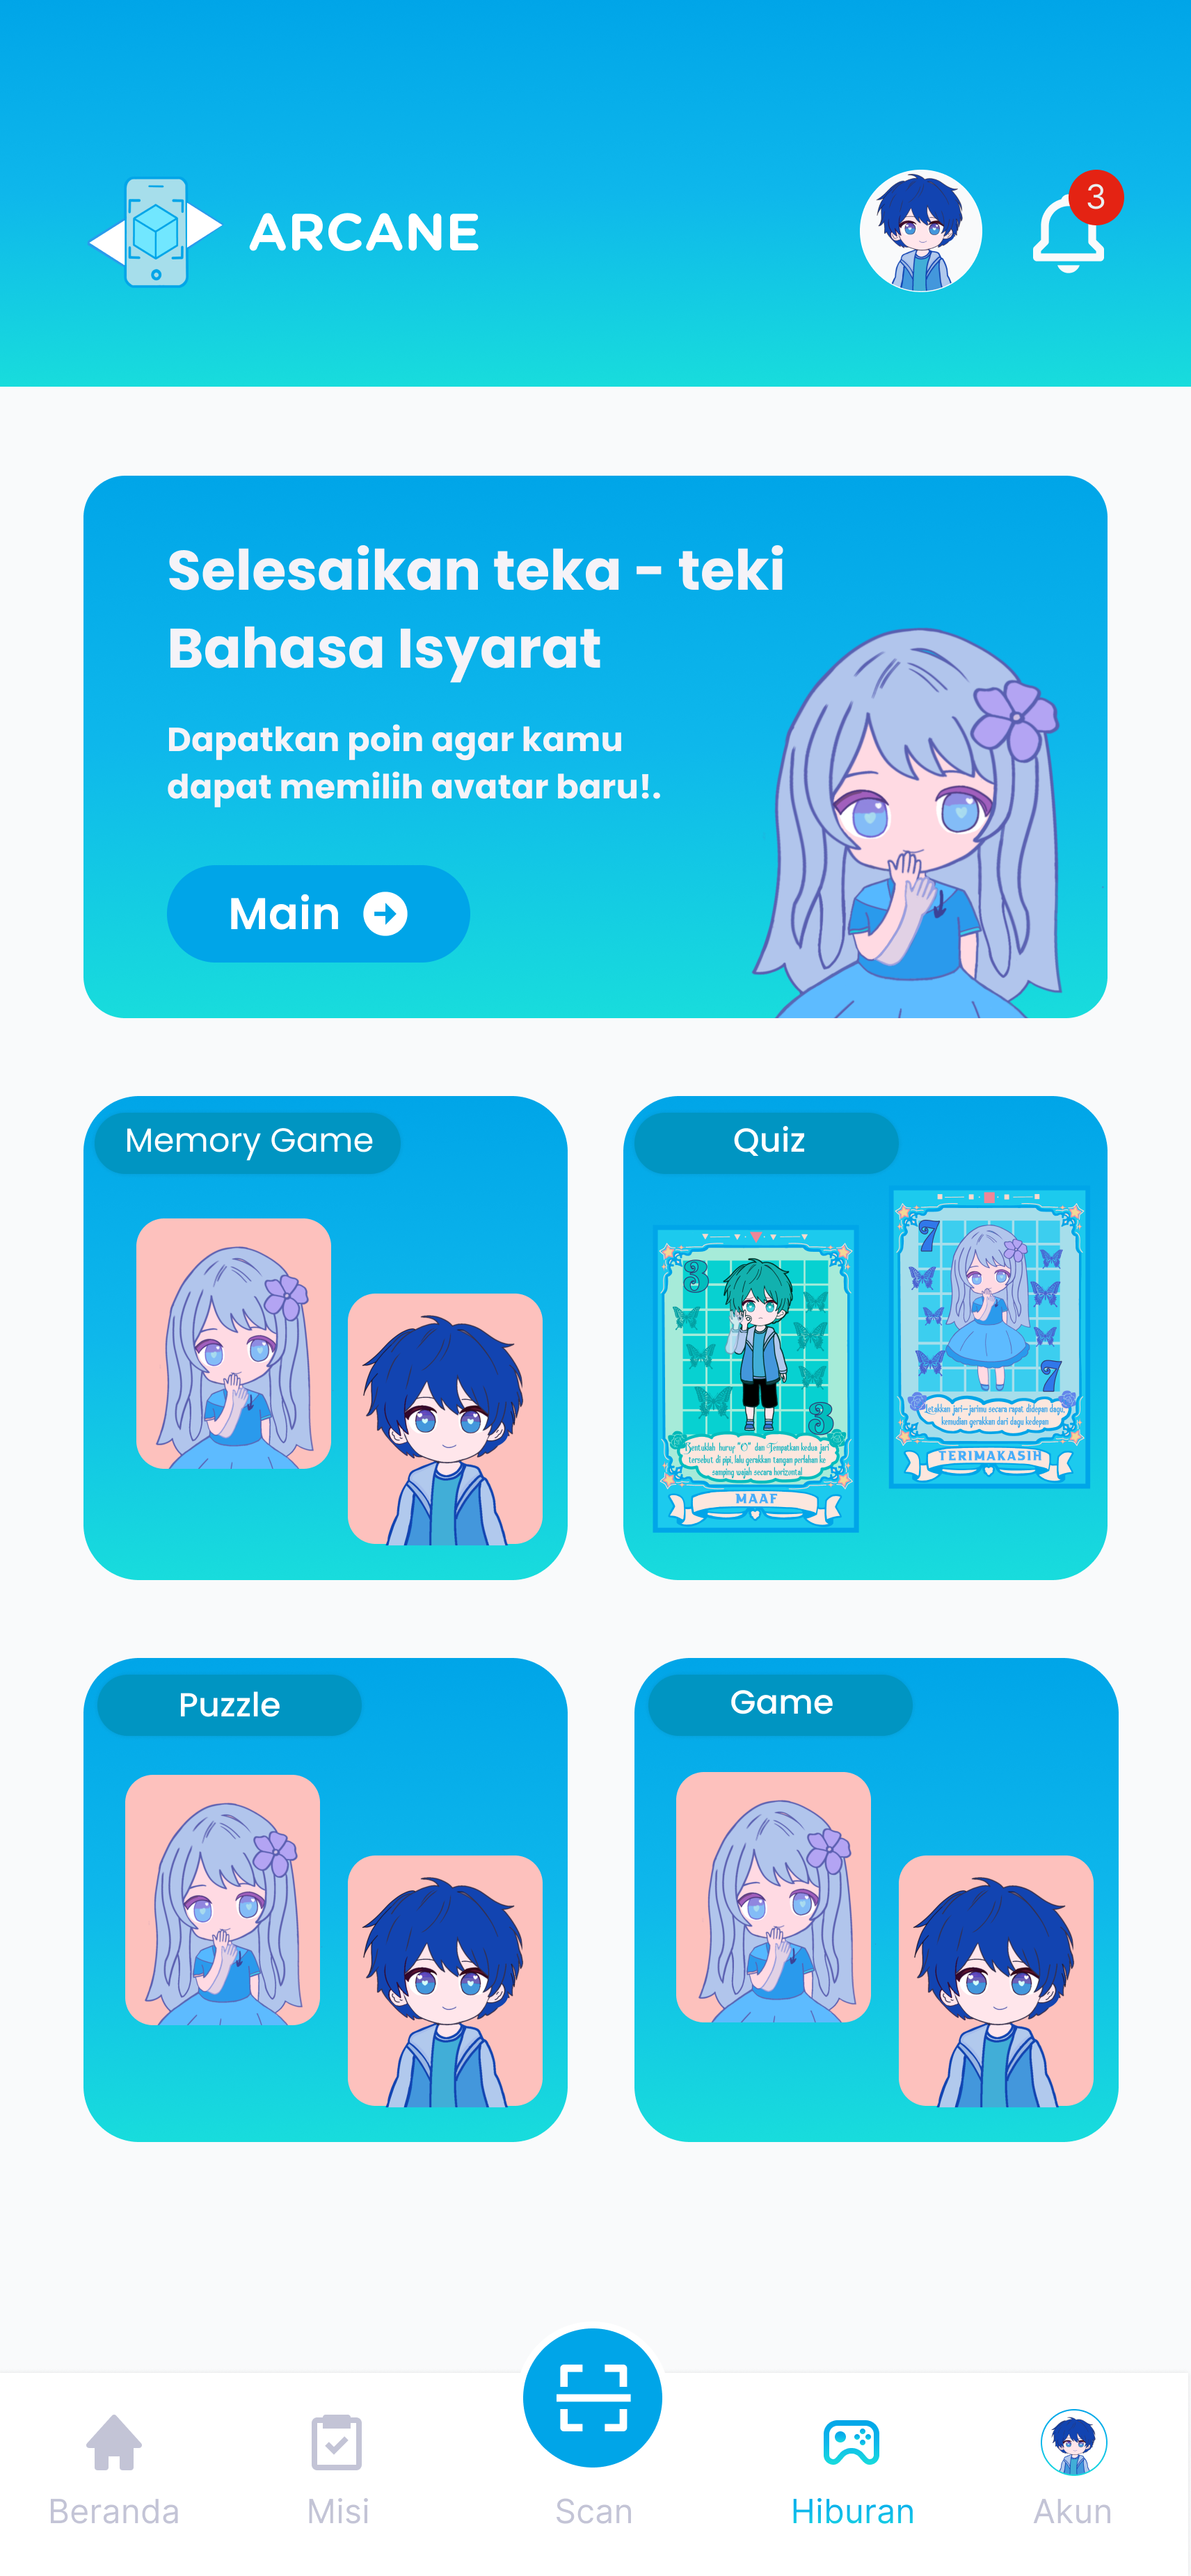 ARCANE
3
Selesaikan teka - teki
Bahasa Isyarat
Dapatkan poin agar kamu
dapat memilih avatar baru!.
Main
Memory Game
Quiz
3
3
Bentuklah huruf "O" dan Tempatkan kedua jari
tersebut di pipi, lalu gerakkan tangan perlahan ke
samping wajah secara horizontal
MAAF
7
7
Letakkan jari-jarimu secara rapat didepan dagu,
kemudian gerakkan dari dagu kedepan
TERIMAKASIH
Puzzle
Game
Beranda
Misi
Scan
Hiburan
Akun